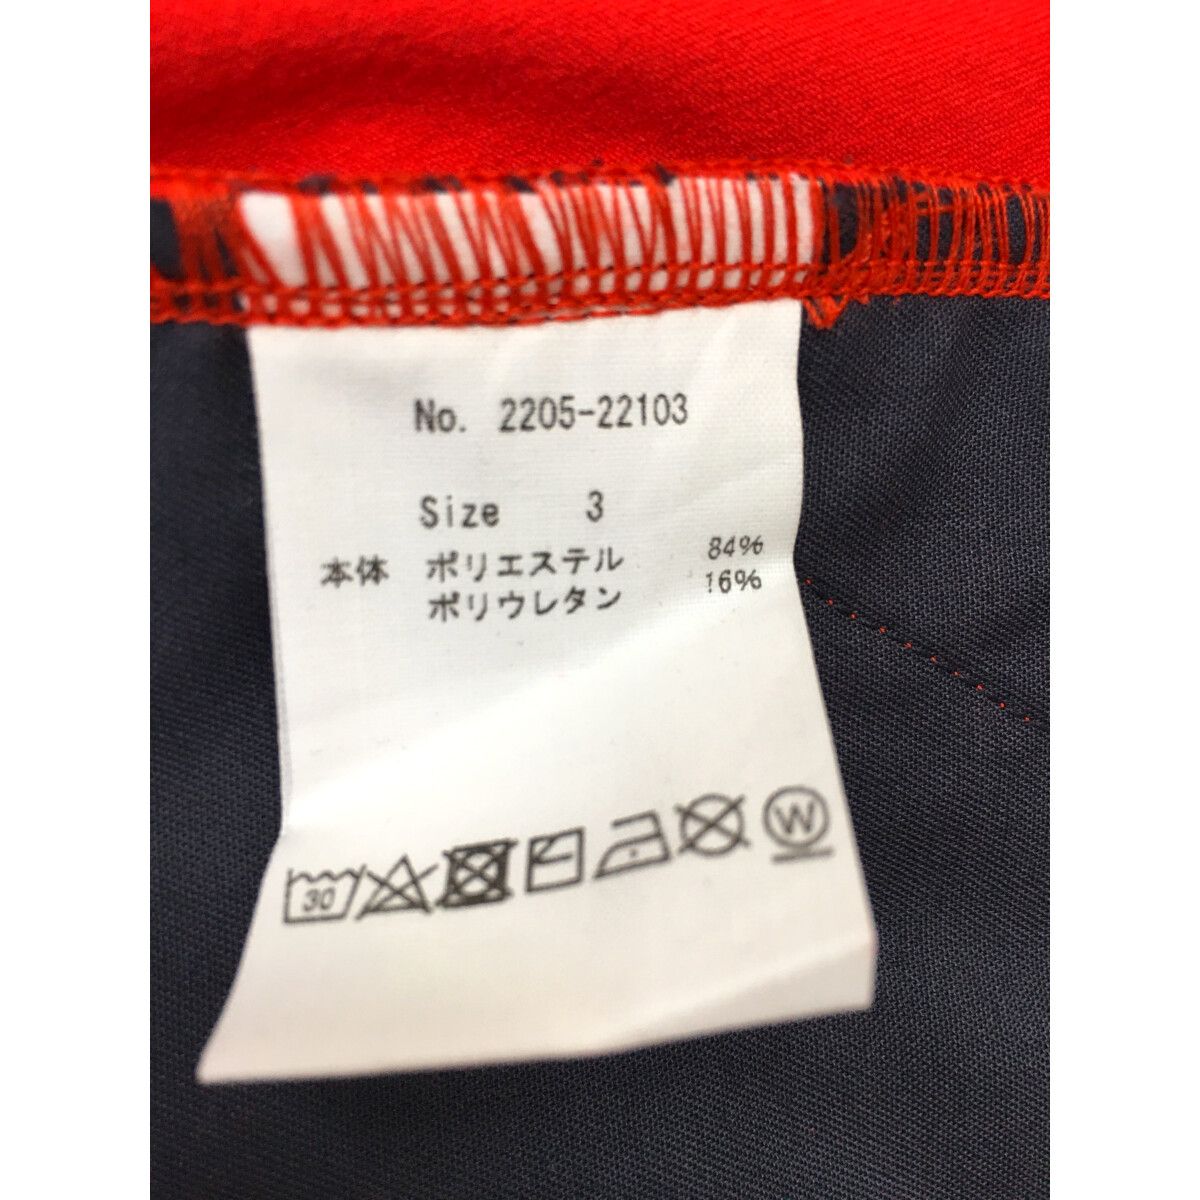 No. 2205-22103
Size 3
本体 ポリエステル 84%
ポリウレタン 16%
30 W